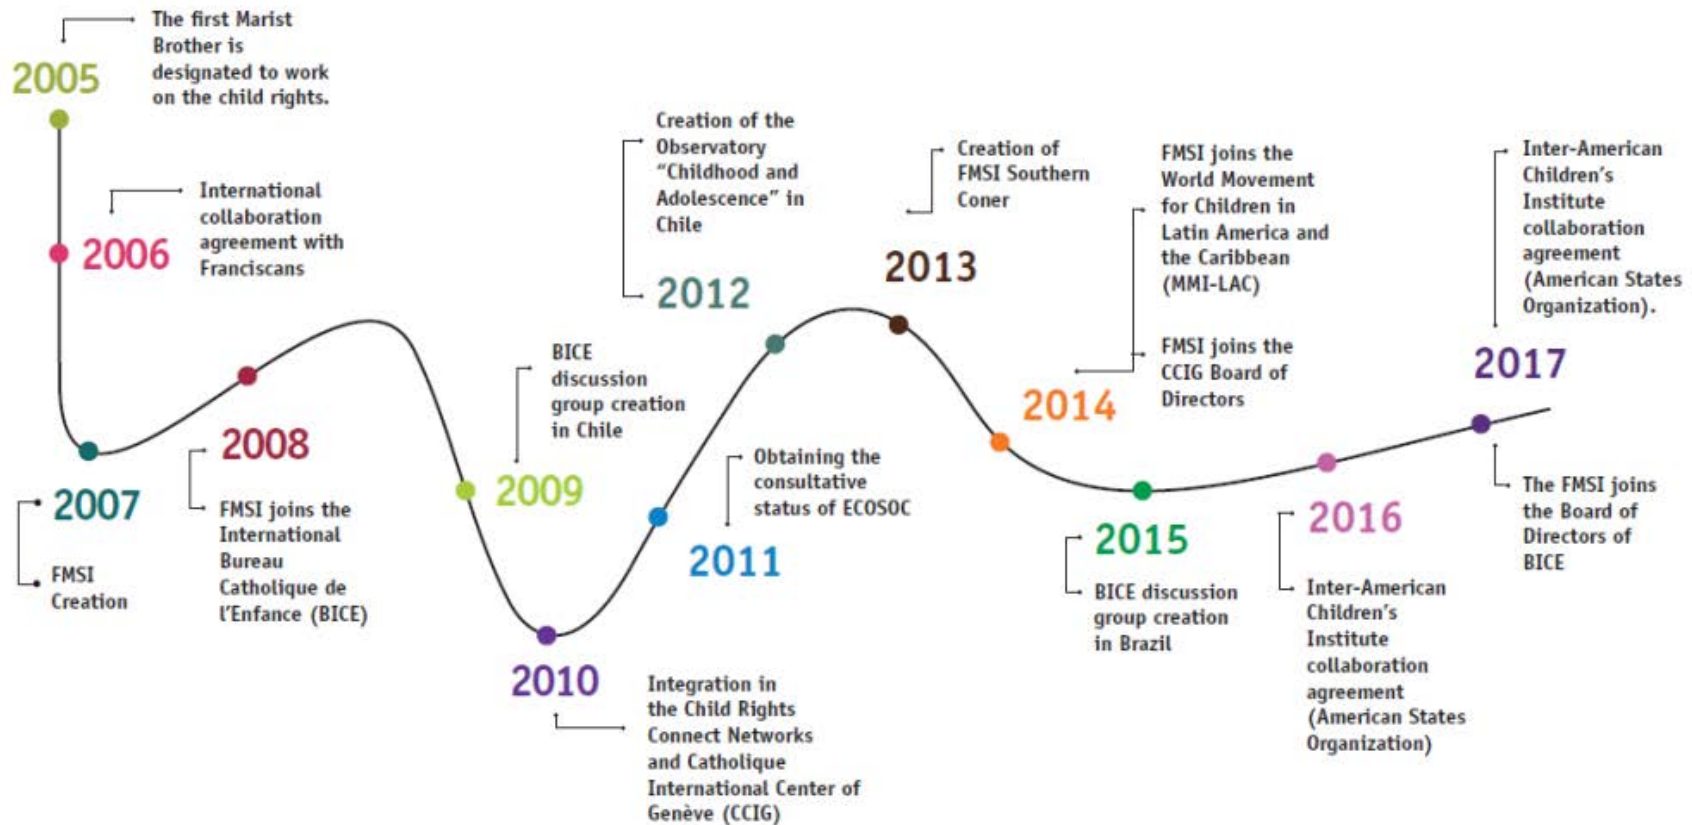 2005
The first Marist
Brother is
designated to work
on the child rights.
2006
International
collaboration
agreement with
Franciscans
2007
FMSI
Creation
2008
FMSI joins the
International
Bureau
Catholique de
l'Enfance (BICE)
2009
BICE
discussion
group creation
in Chile
2010
Integration in
the Child Rights
Connect Networks
and Catholique
International Center of
Genève (CCIG)
2011
Obtaining the
consultative
status of ECOSOC
2012
Creation of the
Observatory
“Childhood and
Adolescence” in
Chile
2013
Creation of
FMSI Southern
Coner
2014
FMSI joins the
World Movement
for Children in
Latin America and
the Caribbean
(MMI-LAC)
FMSI joins the
CCIG Board of
Directors
2015
BICE discussion
group creation
in Brazil
2016
Inter-American
Children's
Institute
collaboration
agreement
(American States
Organization)
2017
Inter-American
Children's
Institute
collaboration
agreement
(American States
Organization).
The FMSI joins
the Board of
Directors of
BICE